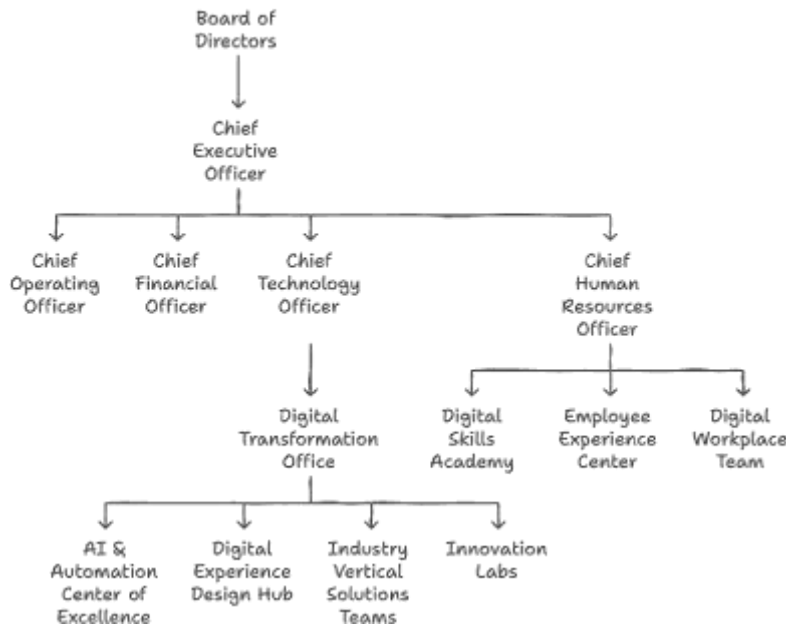 Board of
Directors
Chief
Executive
Officer
Chief
Operating
Officer
Chief
Financial
Officer
Chief
Technology
Officer
Chief
Human
Resources
Officer
Digital
Transformation
Office
Digital
Skills
Academy
Employee
Experience
Center
Digital
Workplace
Team
AI &
Automation
Center of
Excellence
Digital
Experience
Design Hub
Industry
Vertical
Solutions
Teams
Innovation
Labs